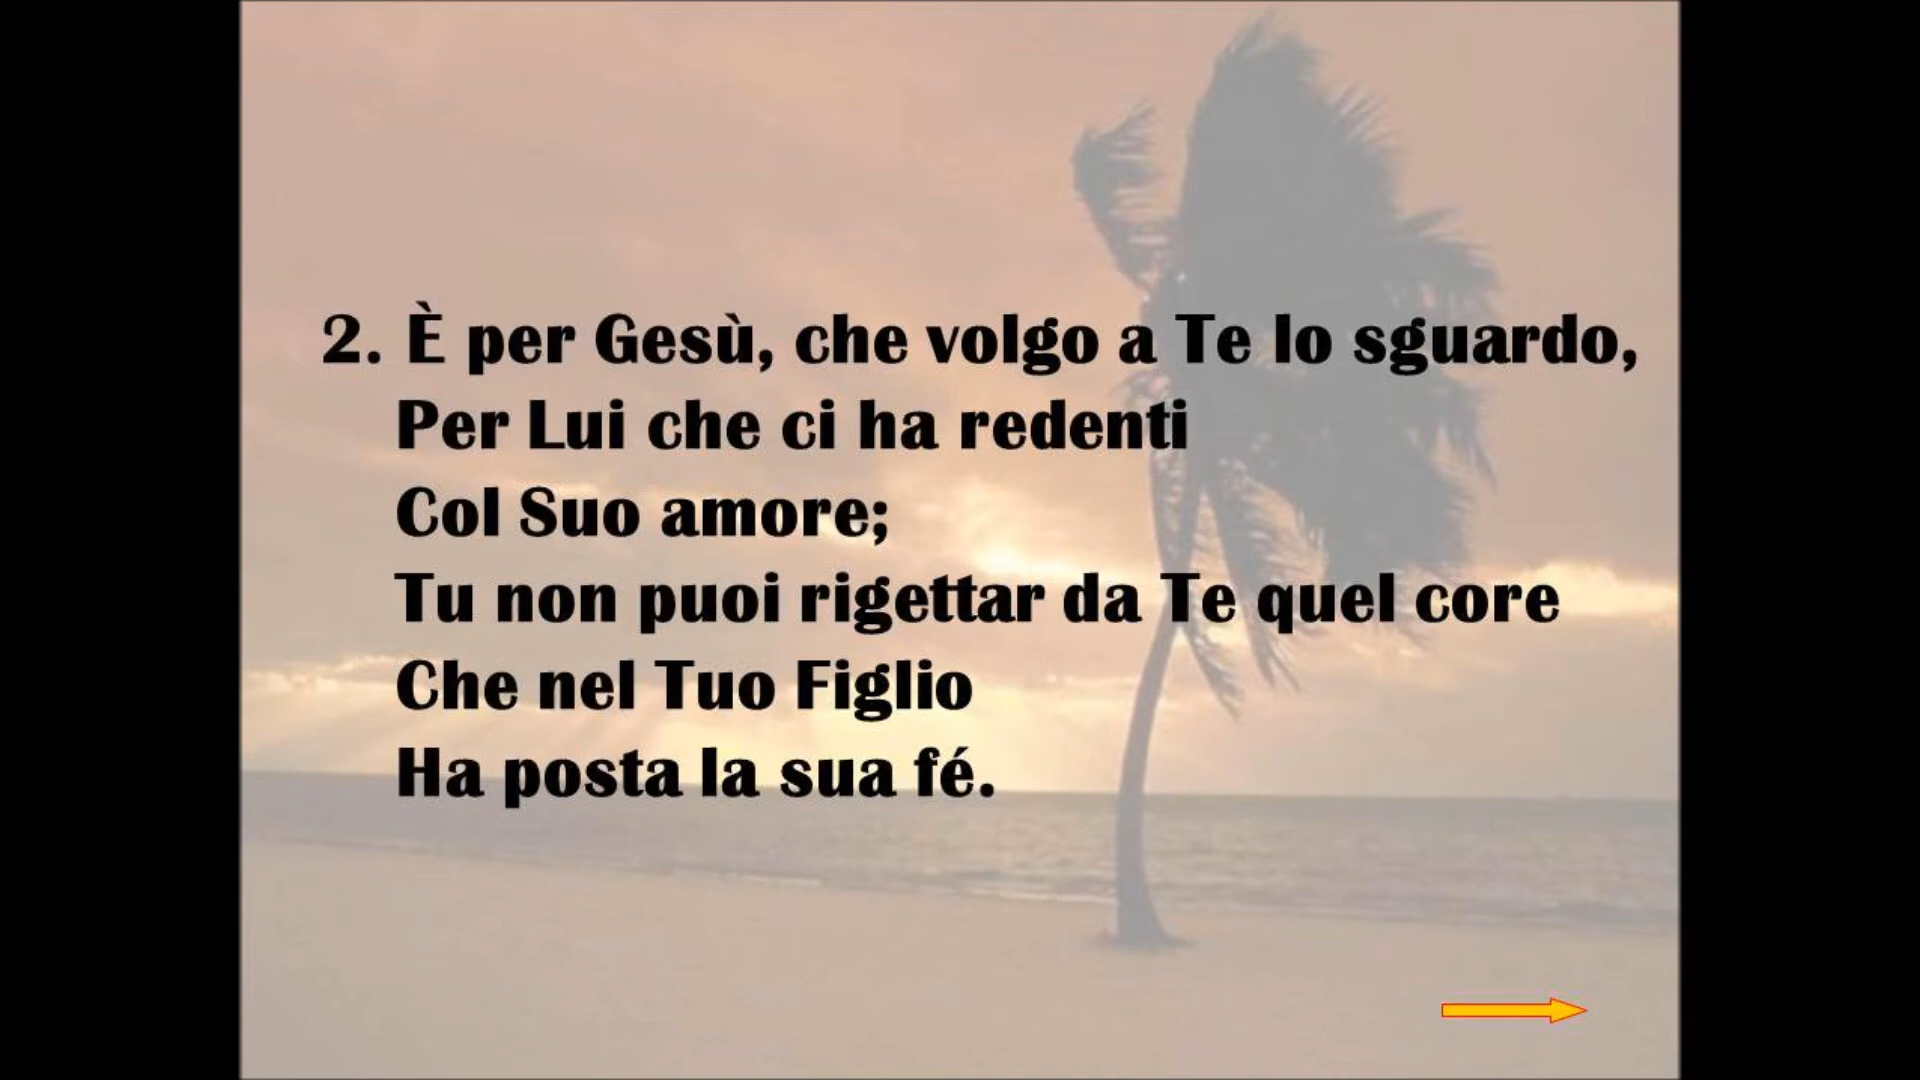 2. È per Gesù, che volgo a Te lo sguardo,
Per Lui che ci ha redenti
Col Suo amore;
Tu non puoi rigettar da Te quel core
Che nel Tuo Figlio
Ha posta la sua fé.